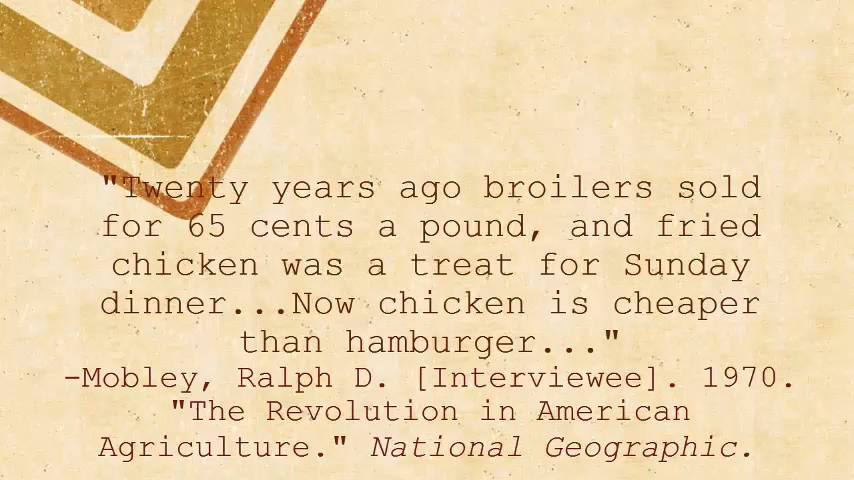 "Twenty years ago broilers sold
for 65 cents a pound, and fried
chicken was a treat for Sunday
dinner...Now chicken is cheaper
than hamburger..."
-Mobley, Ralph D. [Interviewee]. 1970.
"The Revolution in American
Agriculture." National Geographic.